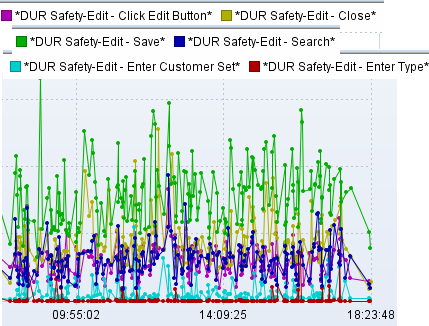 *DUR Safety-Edit - Click Edit Button* *DUR Safety-Edit - Close*
*DUR Safety-Edit - Save* *DUR Safety-Edit - Search*
*DUR Safety-Edit - Enter Customer Set* *DUR Safety-Edit - Enter Type*
09:55:02 14:09:25 18:23:48